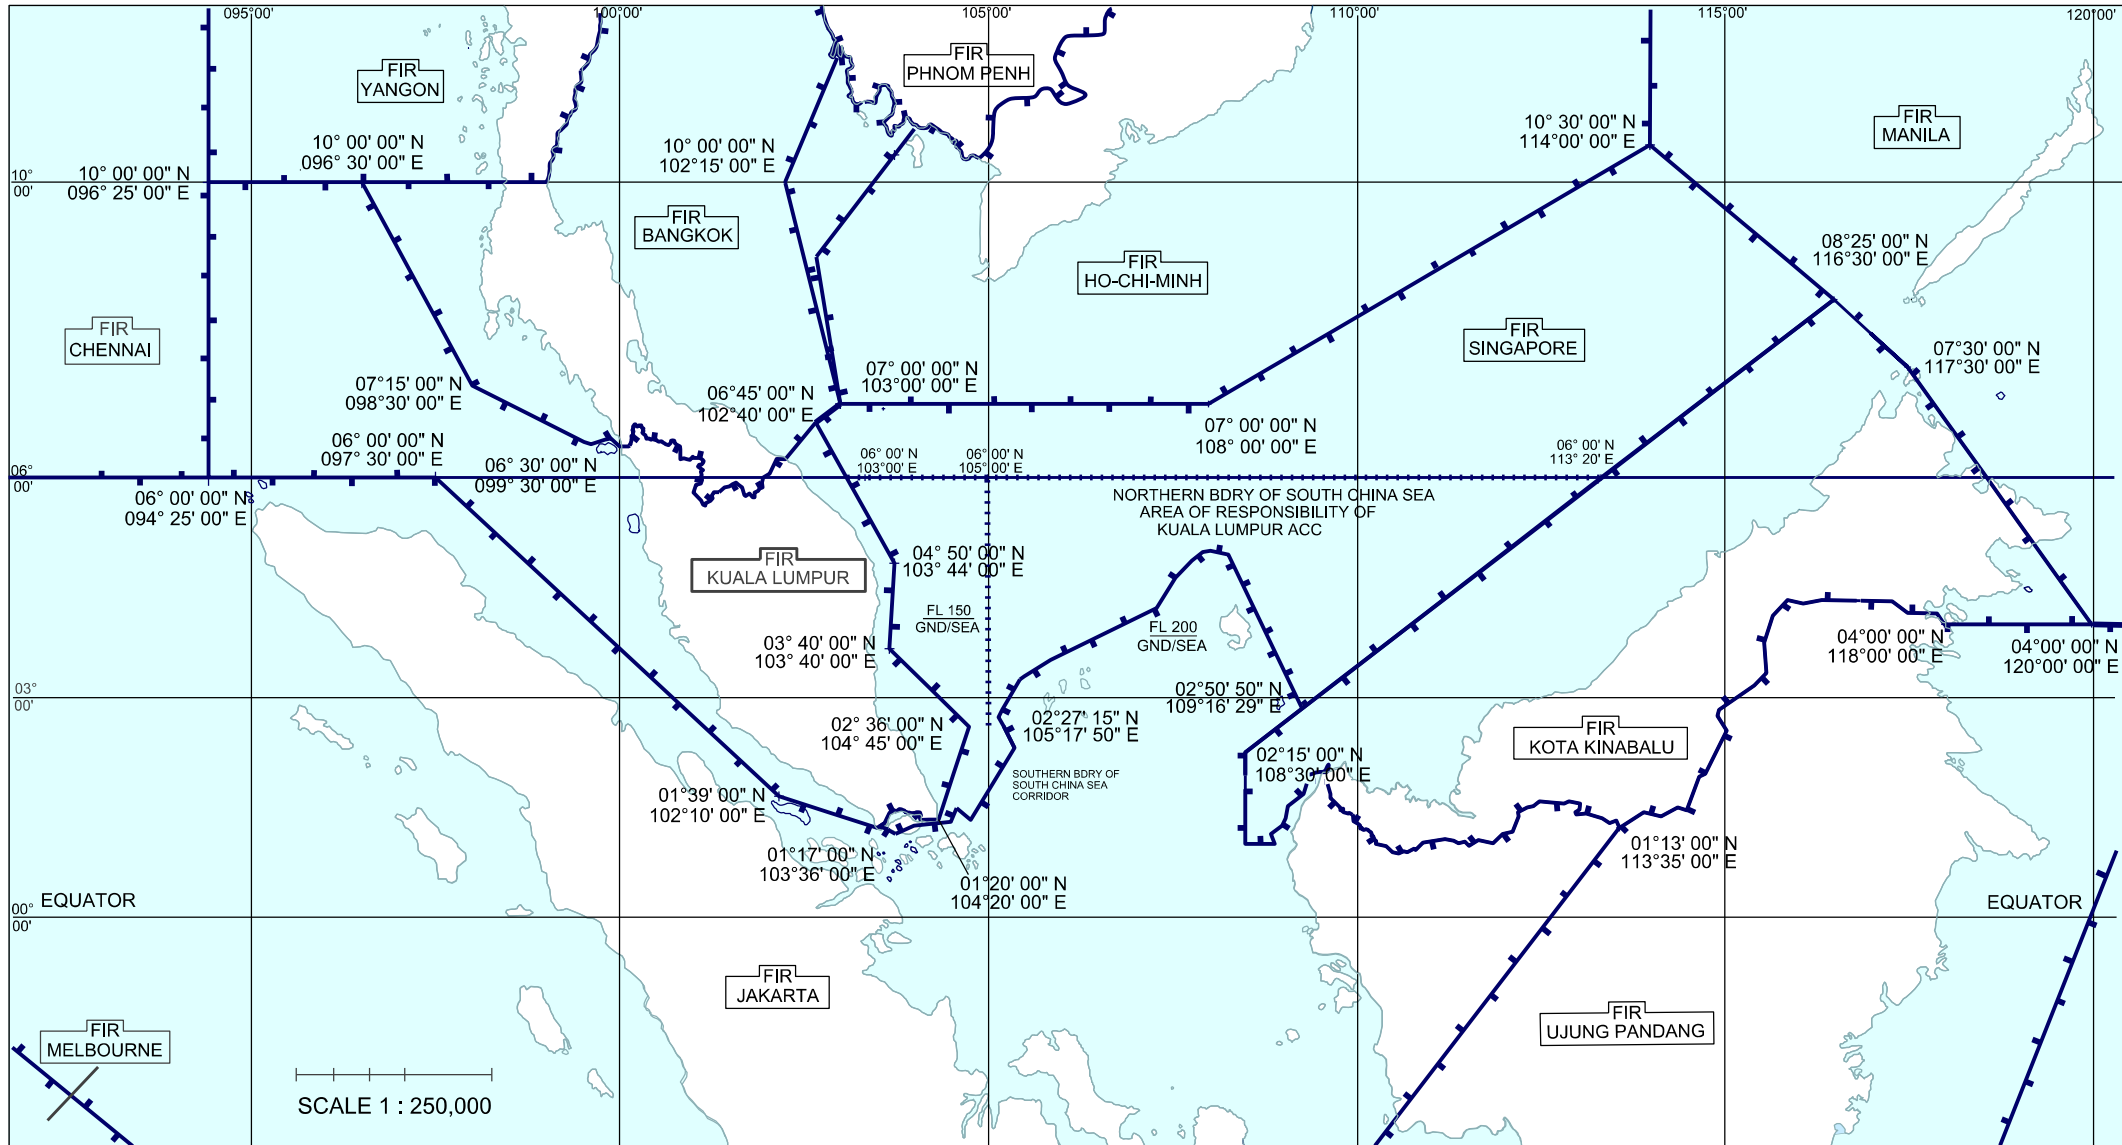 095°00'
100°00'
105°00'
110°00'
115°00'
120°00'
FIR
YANGON
FIR
PHNOM PENH
FIR
MANILA
10° 00' 00" N
096° 30' 00" E
10° 00' 00" N
102° 15' 00" E
10° 30' 00" N
114° 00' 00" E
10° 00' 00" N
096° 25' 00" E
10°
00'
FIR
BANGKOK
FIR
HO-CHI-MINH
08°25' 00" N
116°30' 00" E
FIR
CHENNAI
FIR
SINGAPORE
07°30' 00" N
117°30' 00" E
07°15' 00" N
098°30' 00" E
06°45' 00" N
102°40' 00" E
07° 00' 00" N
103°00' 00" E
07° 00' 00" N
108° 00' 00" E
06° 00' 00" N
097° 30' 00" E
06° 30' 00" N
099° 30' 00" E
06° 00' N
103°00' E
06°00' N
105°00' E
06° 00' N
113° 20' E
06°
00'
06° 00' 00" N
094° 25' 00" E
NORTHERN BDRY OF SOUTH CHINA SEA
AREA OF RESPONSIBILITY OF
KUALA LUMPUR ACC
FIR
KUALA LUMPUR
04° 50' 00" N
103° 44' 00" E
FL 150
GND/SEA
FL 200
GND/SEA
03° 40' 00" N
103° 40' 00" E
04°00' 00" N
118°00' 00" E
04°00' 00" N
120°00' 00" E
03°
00'
02°50' 50" N
109°16' 29" E
02° 36' 00" N
104° 45' 00" E
02°27' 15" N
105°17' 50" E
FIR
KOTA KINABALU
02°15' 00" N
108°30' 00" E
SOUTHERN BDRY OF
SOUTH CHINA SEA
CORRIDOR
01°39' 00" N
102°10' 00" E
01°17' 00" N
103°36' 00" E
01°20' 00" N
104°20' 00" E
01°13' 00" N
113°35' 00" E
00°
00'
EQUATOR
EQUATOR
FIR
JAKARTA
FIR
UJUNG PANDANG
FIR
MELBOURNE
SCALE 1 : 250,000